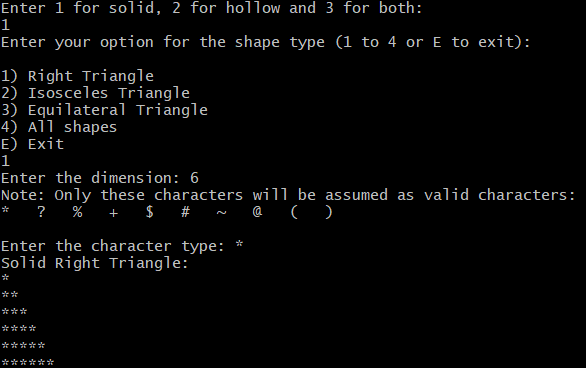 Enter 1 for solid, 2 for hollow and 3 for both:
1
Enter your option for the shape type (1 to 4 or E to exit):

1) Right Triangle
2) Isosceles Triangle
3) Equilateral Triangle
4) All shapes
E) Exit
1
Enter the dimension: 6
Note: Only these characters will be assumed as valid characters:
*   ?   %   +   $   #   ~   @   (   )

Enter the character type: *
Solid Right Triangle:
*
**
***
****
*****
******